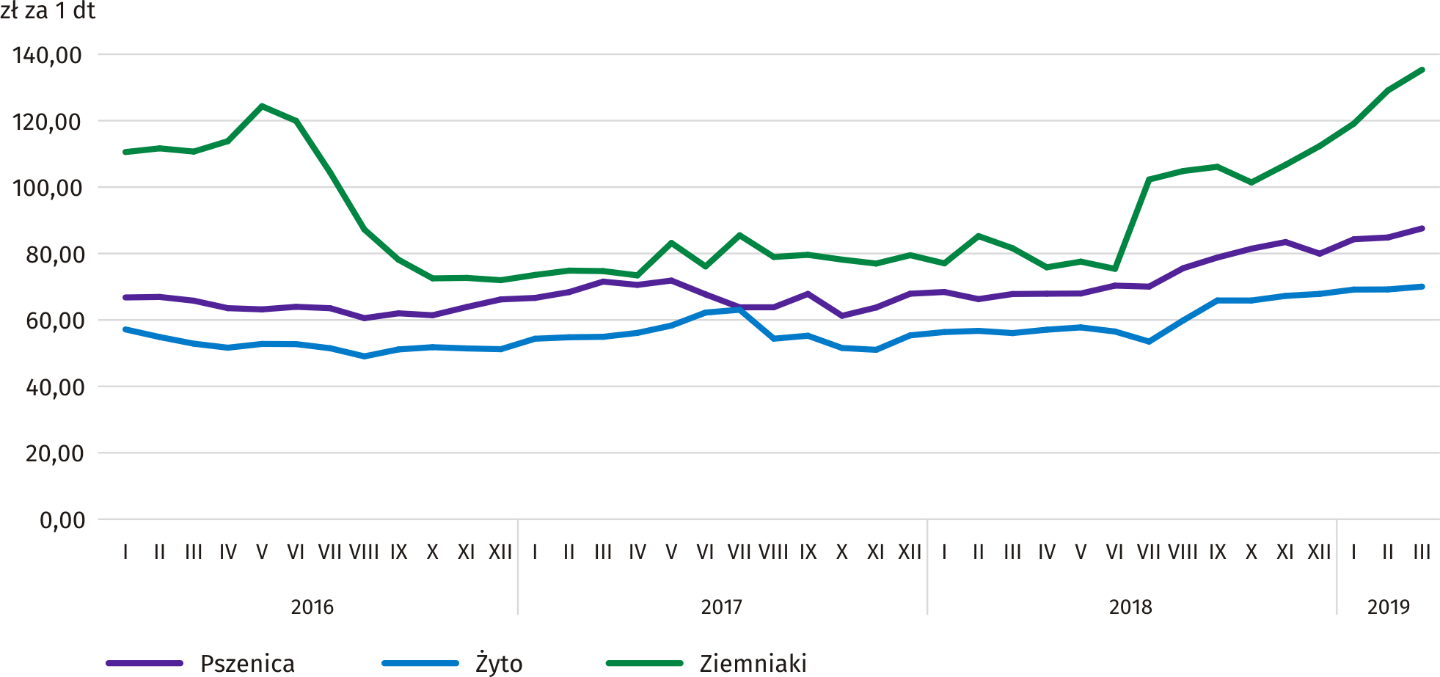 zł za 1 dt
140,00
120,00
100,00
80,00
60,00
40,00
20,00
0,00
I II III IV V VI VII VIII IX X XI XII I II III IV V VI VII VIII IX X XI XII I II III IV V VI VII VIII IX X XI XII I II III
2016 2017 2018 2019
Pszenica Żyto Ziemniaki